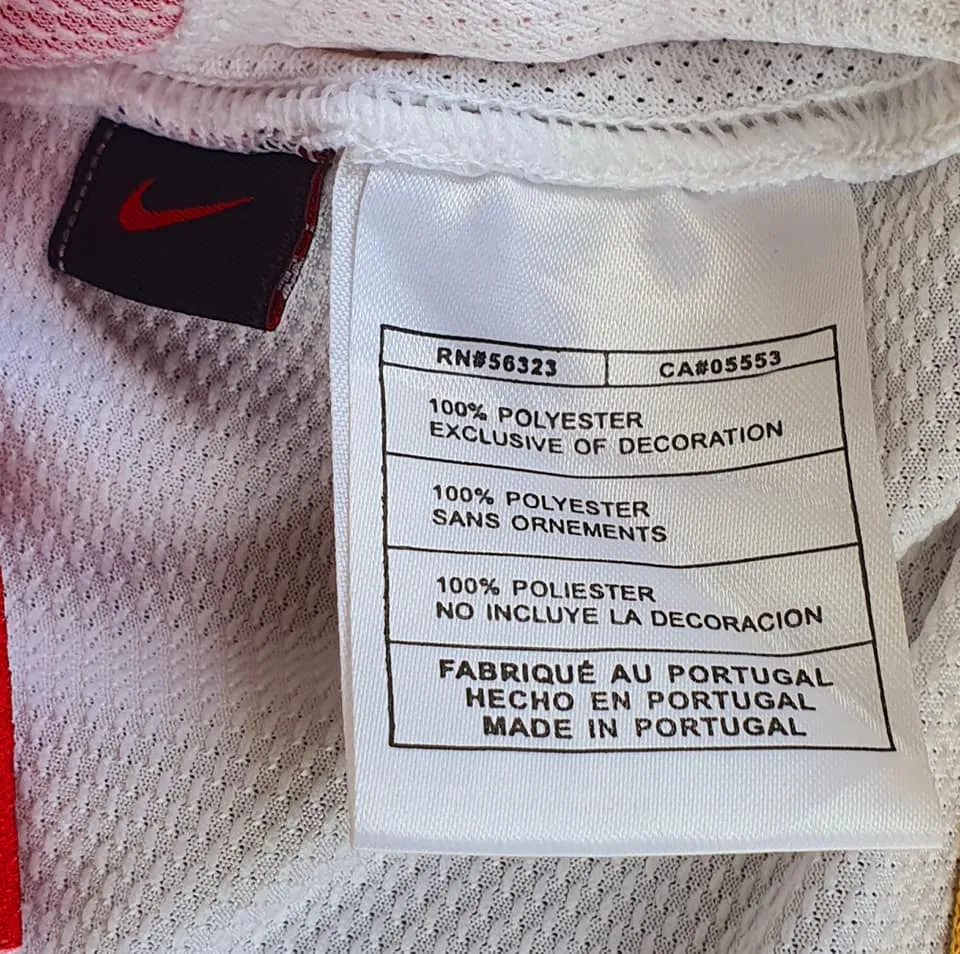 RN#56323 CA#05553
100% POLYESTER
EXCLUSIVE OF DECORATION
100% POLYESTER
SANS ORNEMENTS
100% POLIESTER
NO INCLUYE LA DECORACION
FABRIQUÉ AU PORTUGAL
HECHO EN PORTUGAL
MADE IN PORTUGAL